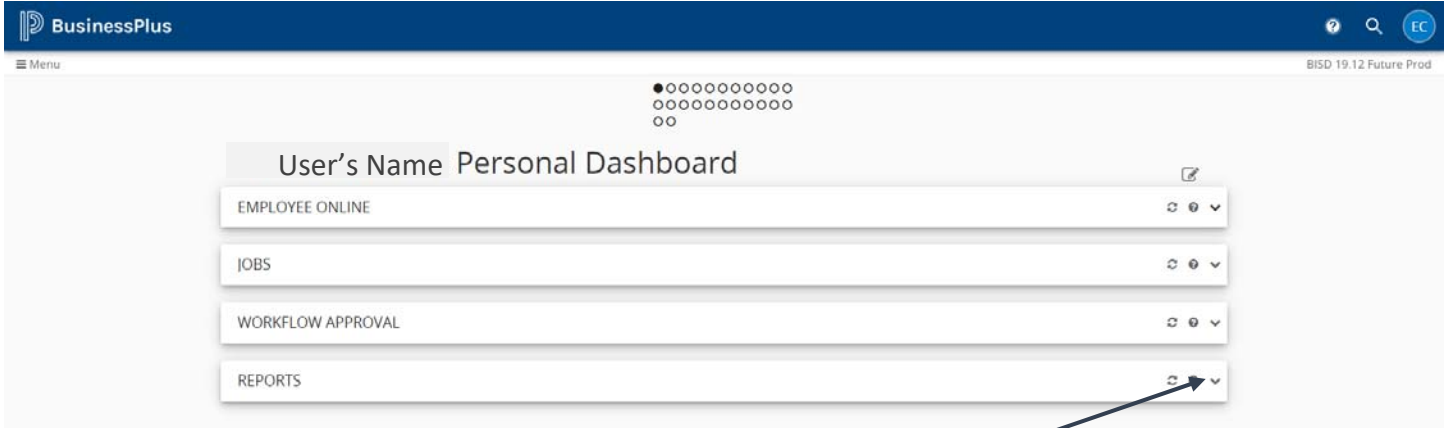 BusinessPlus
EC
Menu
BISD 19.12 Future Prod
User's Name Personal Dashboard
EMPLOYEE ONLINE
JOBS
WORKFLOW APPROVAL
REPORTS